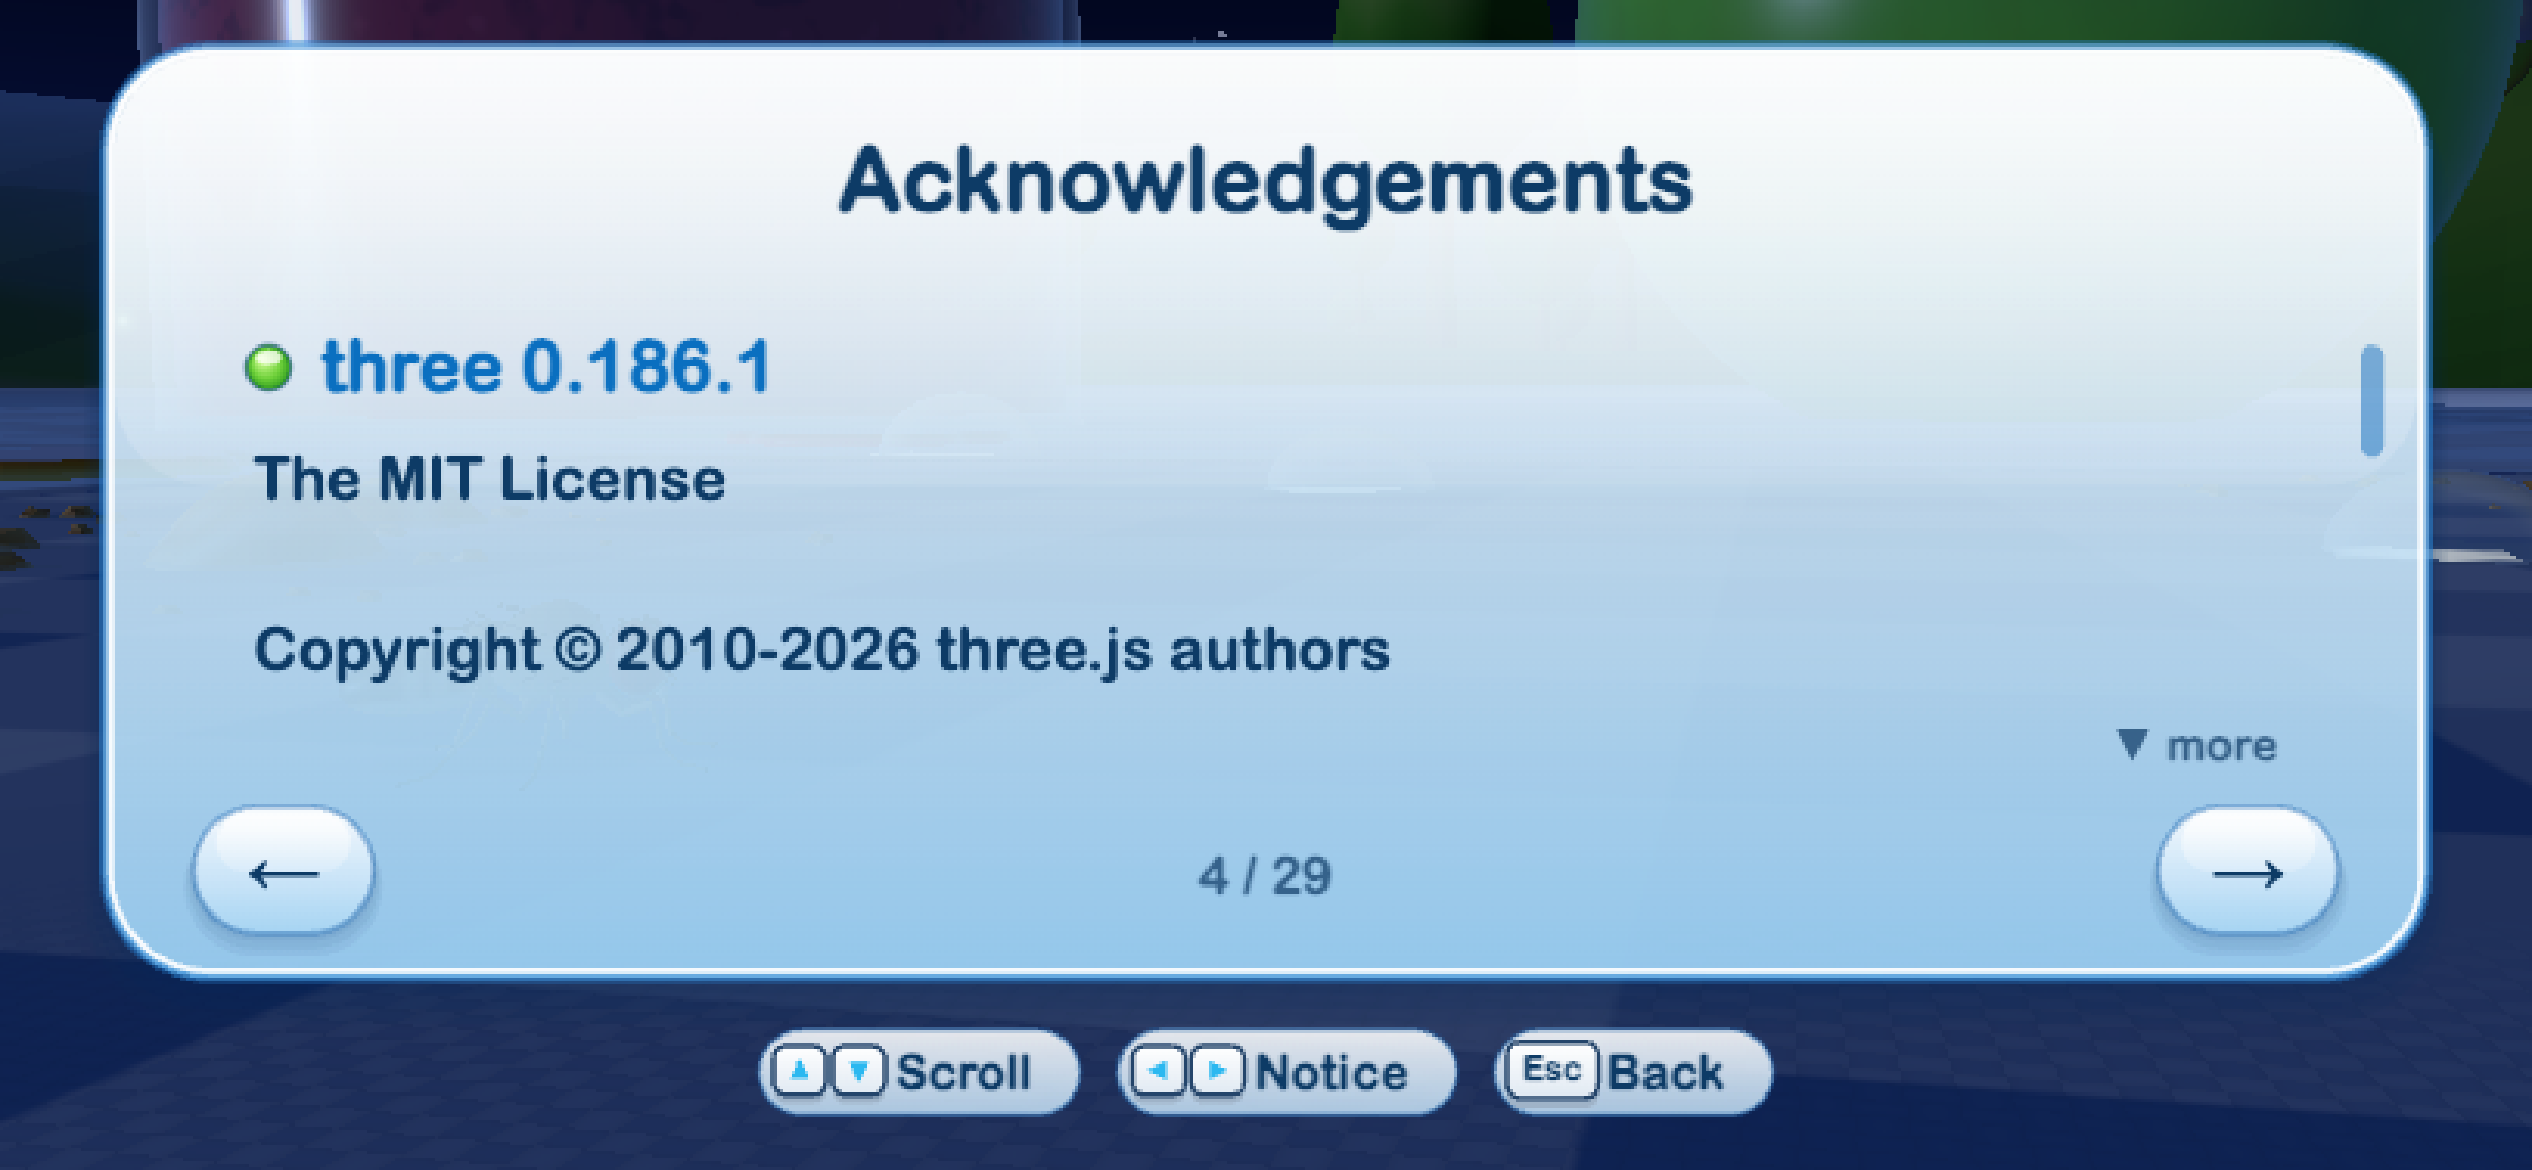 Acknowledgements
three 0.186.1
The MIT License
Copyright © 2010-2026 three.js authors
▼ more
←
4 / 29
→
▲ ▼ Scroll
◄ ► Notice
Esc Back